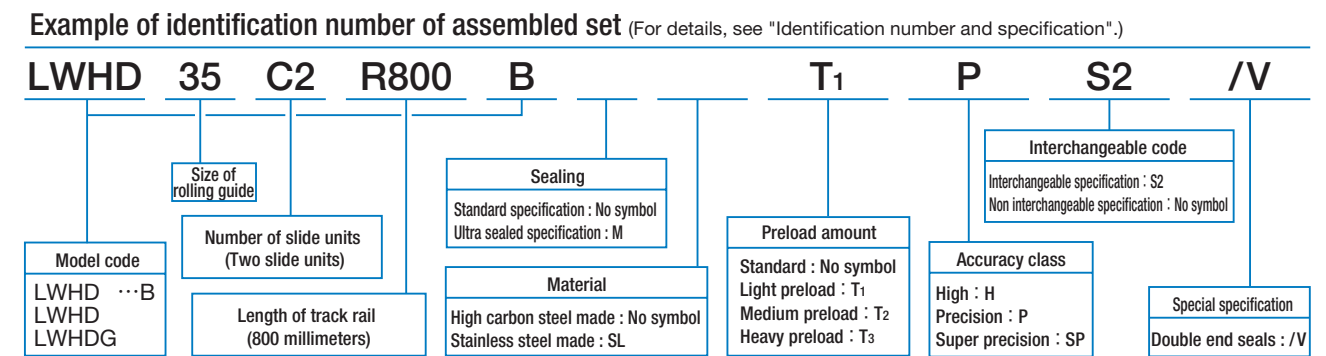 Example of identification number of assembled set (For details, see "Identification number and specification".)
LWHD 35 C2 R800 B T1 P S2 /V
Interchangeable code
Interchangeable specification : S2
Non interchangeable specification : No symbol
Size of
rolling guide
Sealing
Standard specification : No symbol
Ultra sealed specification : M
Number of slide units
(Two slide units)
Preload amount
Standard : No symbol
Light preload : T1
Medium preload : T2
Heavy preload : T3
Model code
LWHD …B
LWHD
LWHDG
Accuracy class
High : H
Precision : P
Super precision : SP
Material
High carbon steel made : No symbol
Stainless steel made : SL
Length of track rail
(800 millimeters)
Special specification
Double end seals : /V